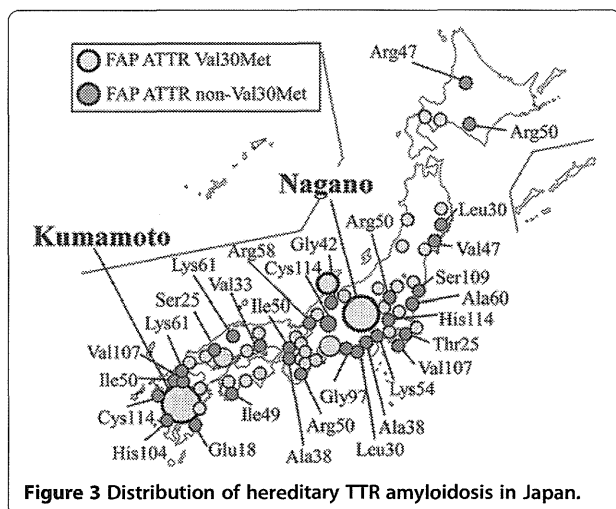 FAP ATTR Val30Met
FAP ATTR non-Val30Met
Arg47
Arg50
Nagano
Kumamoto
Arg50
Leu30
Gly42
Arg58
Cys114
Val47
Lys61
Val33
Ile50
Ser109
Ser25
Ala60
Lys61
His114
Val107
Thr25
Ile50
Val107
Cys114
Lys54
Gly97
Ile49
Ala38
Arg50
His104
Glu18
Ala38
Leu30
Figure 3 Distribution of hereditary TTR amyloidosis in Japan.